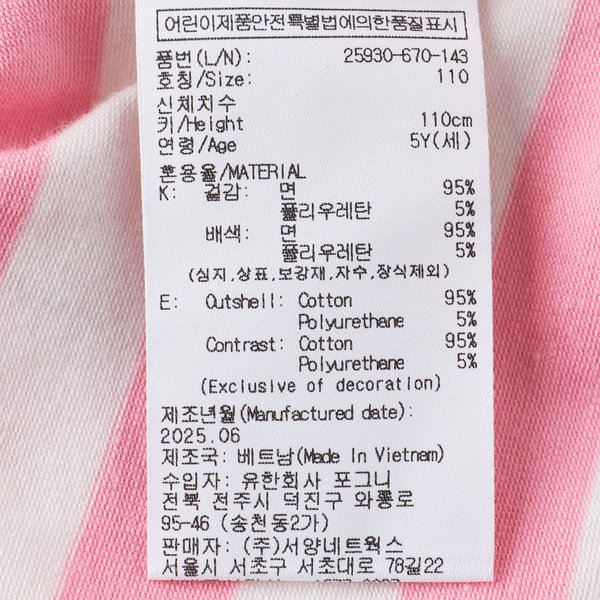 어린이제품안전특별법에의한품질표시
품번(L/N): 25930-670-143
호칭/Size: 110
신체치수
키/Height 110cm
연령/Age 5Y(세)
혼용율/MATERIAL
K: 겉감: 면 95%
폴리우레탄 5%
배색: 면 95%
폴리우레탄 5%
(심지,상표,보강재,자수,장식제외)
E: Outshell: Cotton 95%
Polyurethane 5%
Contrast: Cotton 95%
Polyurethane 5%
(Exclusive of decoration)
제조년월(Manufactured date):
2025.06
제조국: 베트남(Made In Vietnam)
수입자: 유한회사 포그니
전북 전주시 덕진구 와룡로
95-46 (송천동2가)
판매자: (주)서양네트웍스
서울시 서초구 서초대로 78길22